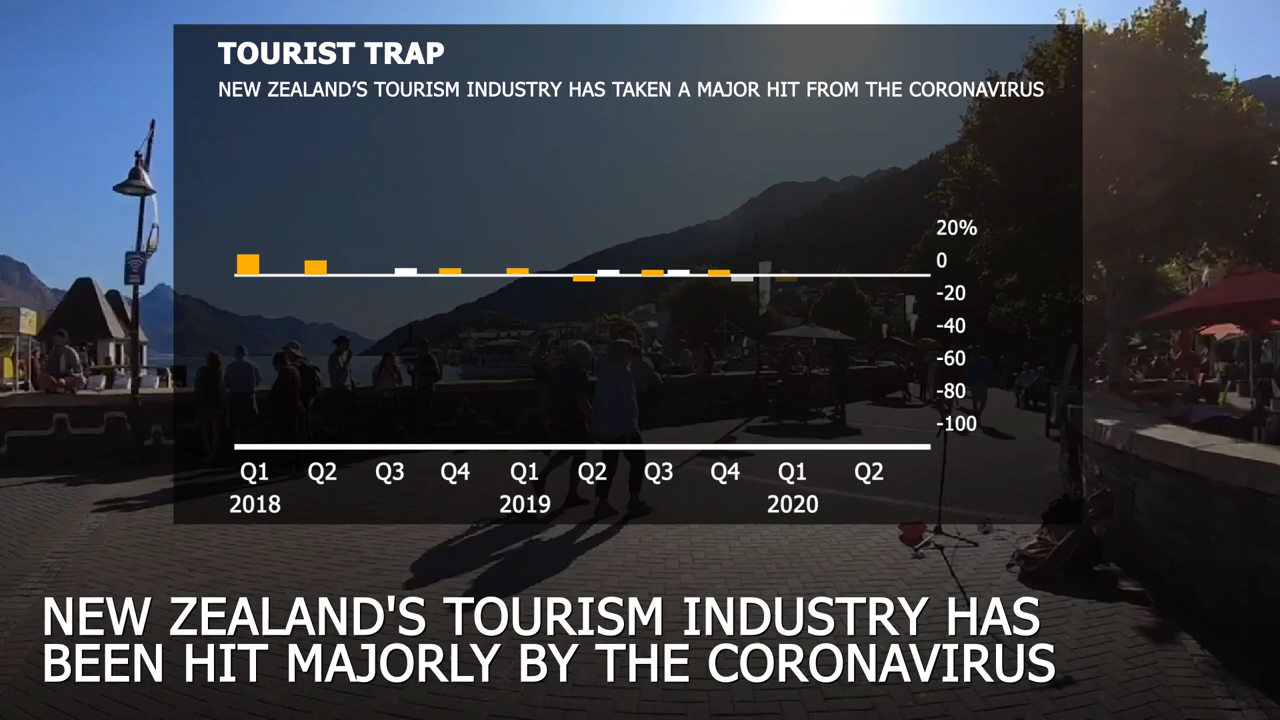 TOURIST TRAP
NEW ZEALAND’S TOURISM INDUSTRY HAS TAKEN A MAJOR HIT FROM THE CORONAVIRUS
20%
0
-20
-40
-60
-80
-100
Q1 Q2 Q3 Q4 Q1 Q2 Q3 Q4 Q1 Q2
2018 2019 2020
NEW ZEALAND'S TOURISM INDUSTRY HAS
BEEN HIT MAJORLY BY THE CORONAVIRUS